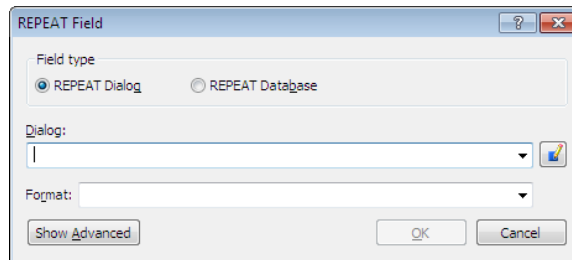 REPEAT Field
Field type
REPEAT Dialog
REPEAT Database
Dialog:
Format:
Show Advanced
OK
Cancel